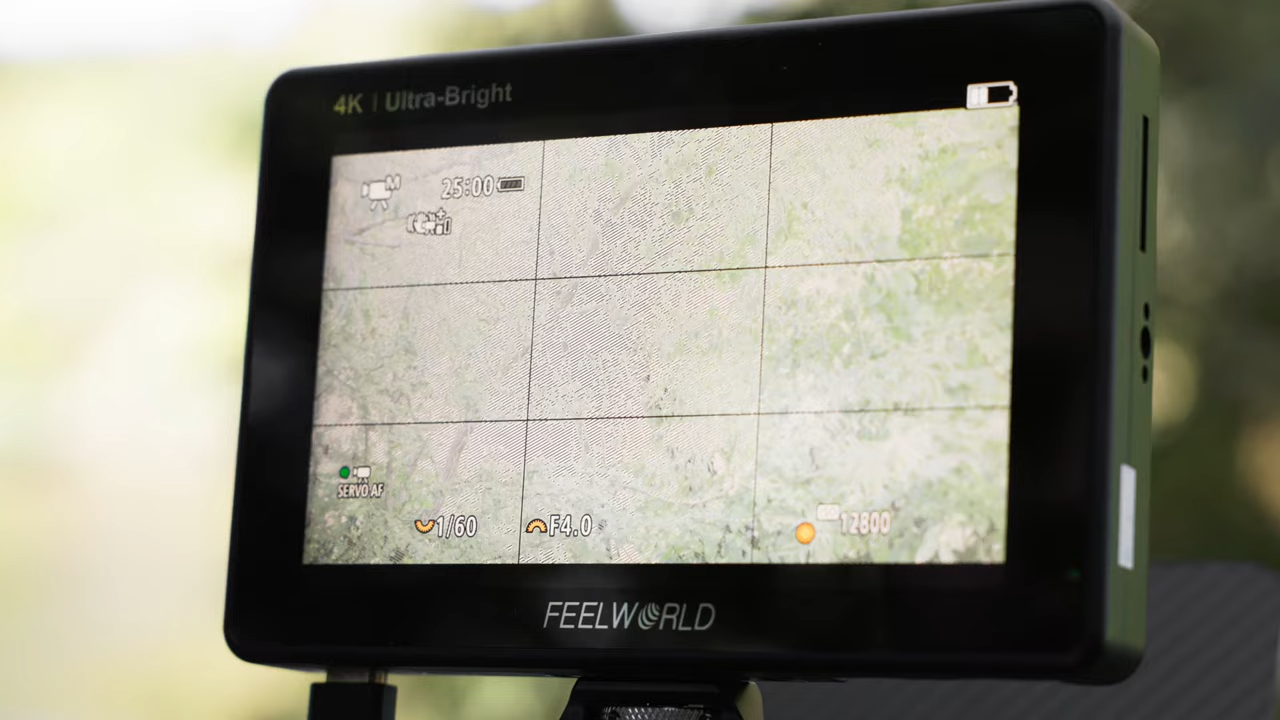 4K | Ultra-Bright
M
25:00
SERVO AF
1/60
F4.0
12800
FEELWORLD